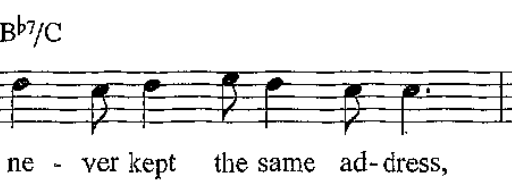 B♭7/C
ne - ver kept the same ad-dress,